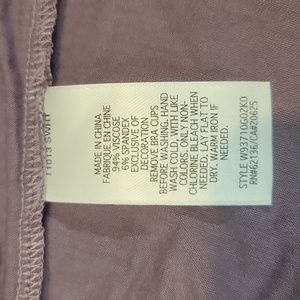 MADE IN CHINA
FABRIQUE EN CHINE
94% VISCOSE
6% SPANDEX
EXCLUSIVE OF
DECORATION
REMOVE BRA CUPS
BEFORE WASHING. HAND
WASH COLD, WITH LIKE
COLORS. ONLY NON-
CHLORINE BLEACH WHEN
NEEDED. LAY FLAT TO
DRY. WARM IRON IF
NEEDED.
STYLE W93710G02K0
RN#62136/CA#20625